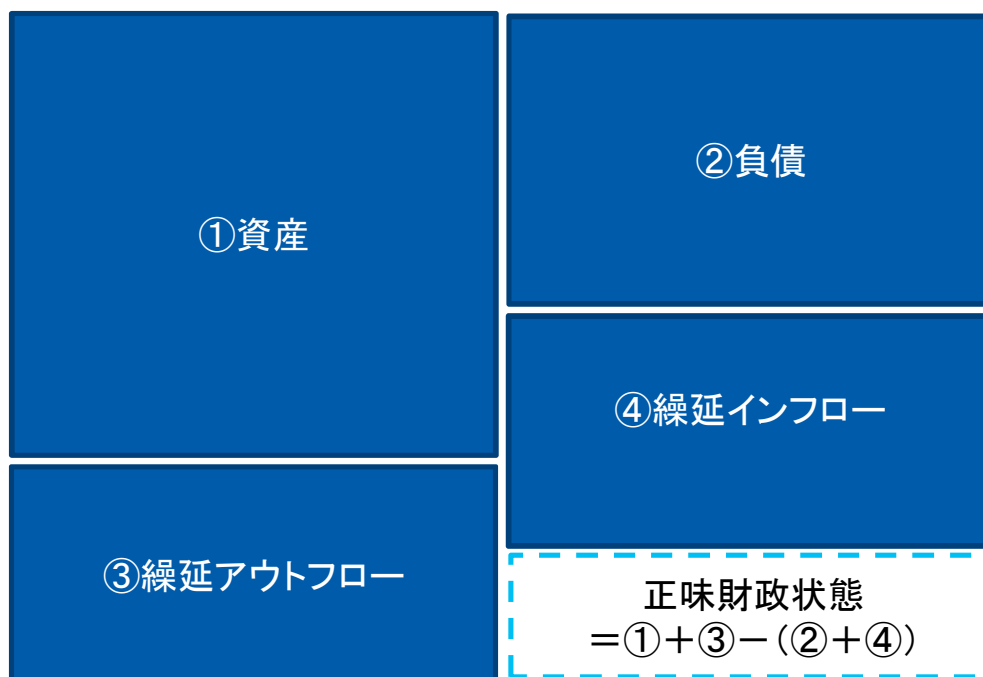 ①資産
②負債
④繰延インフロー
③繰延アウトフロー
正味財政状態
=①+③-(②+④)